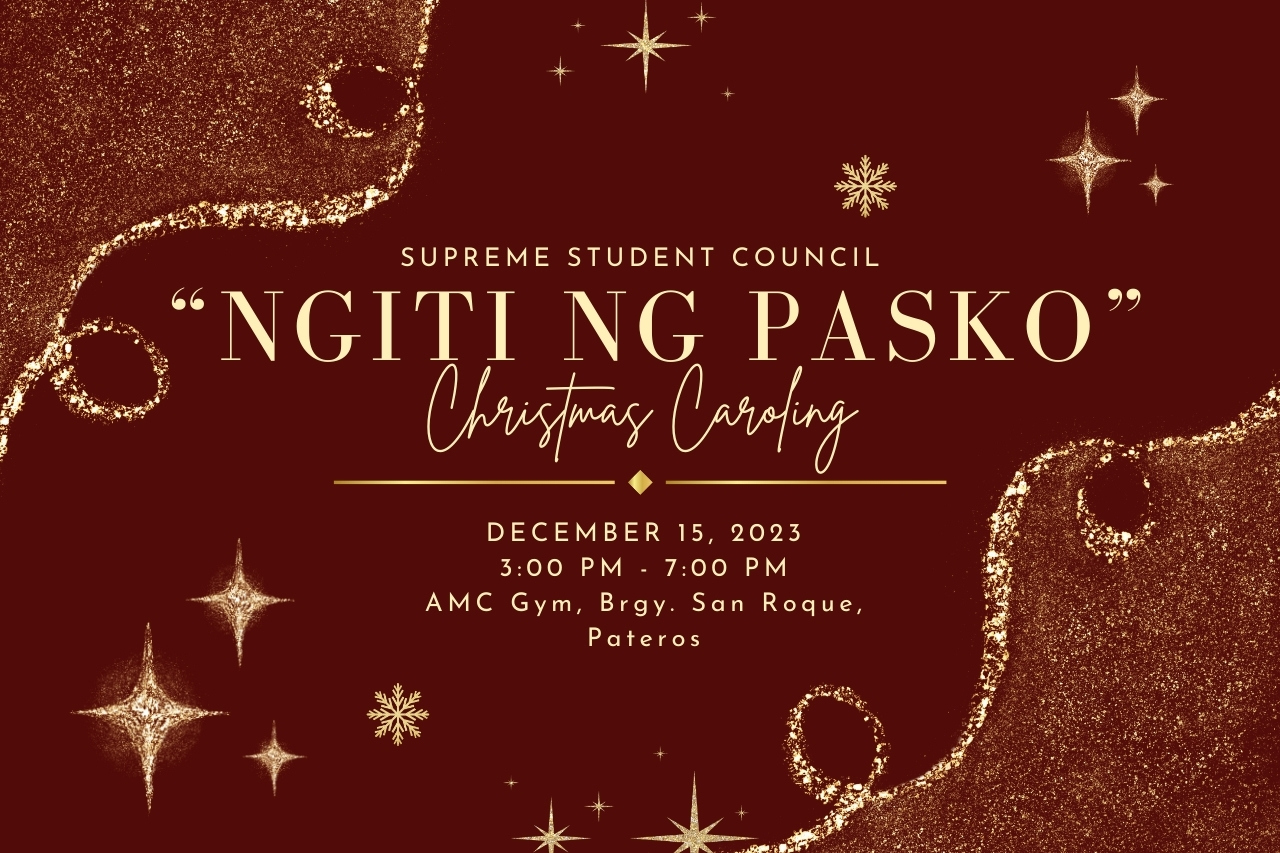 SUPREME STUDENT COUNCIL
“NGITI NG PASKO”
Christmas Caroling
DECEMBER 15, 2023
3:00 PM - 7:00 PM
AMC Gym, Brgy. San Roque,
Pateros